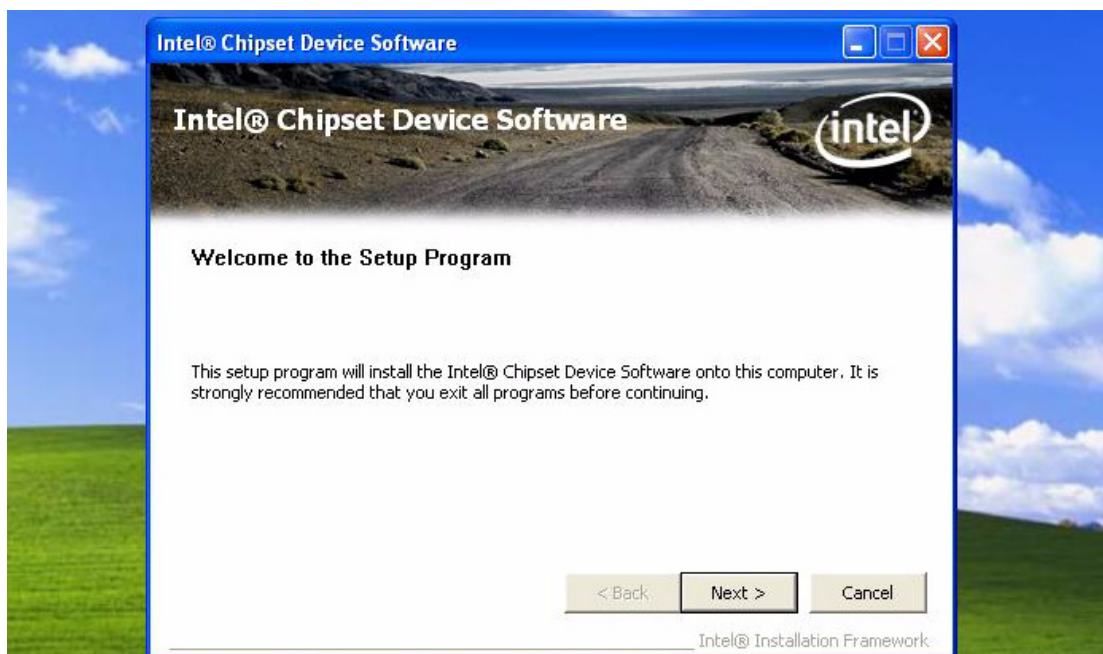 Intel® Chipset Device Software
Intel® Chipset Device Software
intel
Welcome to the Setup Program
This setup program will install the Intel® Chipset Device Software onto this computer. It is
strongly recommended that you exit all programs before continuing.
< Back Next > Cancel
Intel® Installation Framework